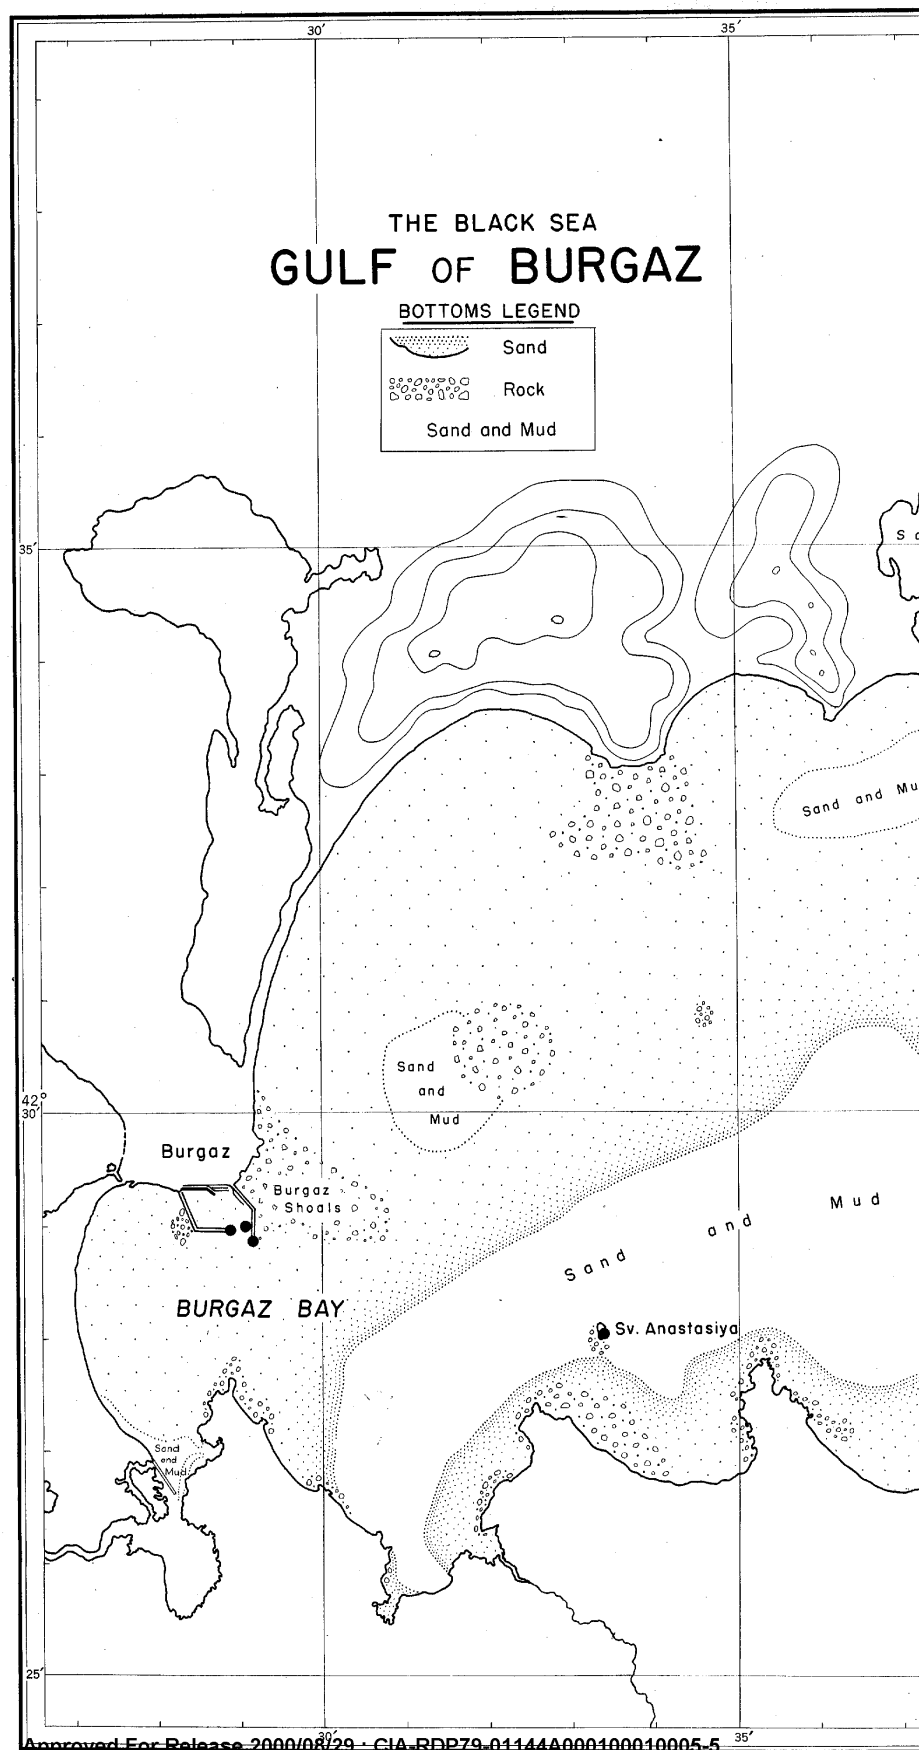 30' 35'
THE BLACK SEA
GULF OF BURGAZ
BOTTOMS LEGEND
Sand
Rock
Sand and Mud
35'
Sand and Mu
Sand
and
Mud
42°
30'
Burgaz
Burgaz
Shoals
Sand and Mud
BURGAZ BAY
Sv. Anastasiya
Sand
and
Mud
25'
35'
Approved For Release 2000/08/29 : CIA-RDP79-01144A000100010005-5